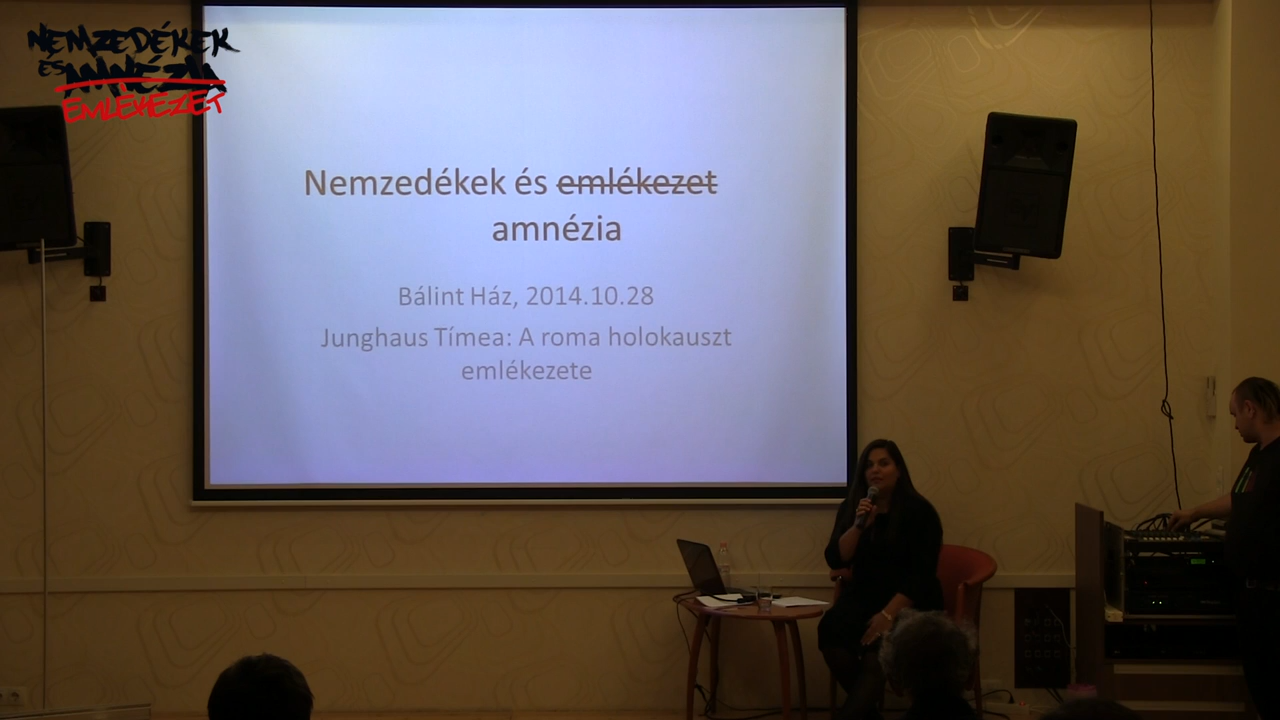 NEMZEDÉKEK
ÉS AMNÉZIA
EMLÉKEZET
Nemzedékek és emlékezet
amnézia
Bálint Ház, 2014.10.28
Junghaus Tímea: A roma holokauszt
emlékezete